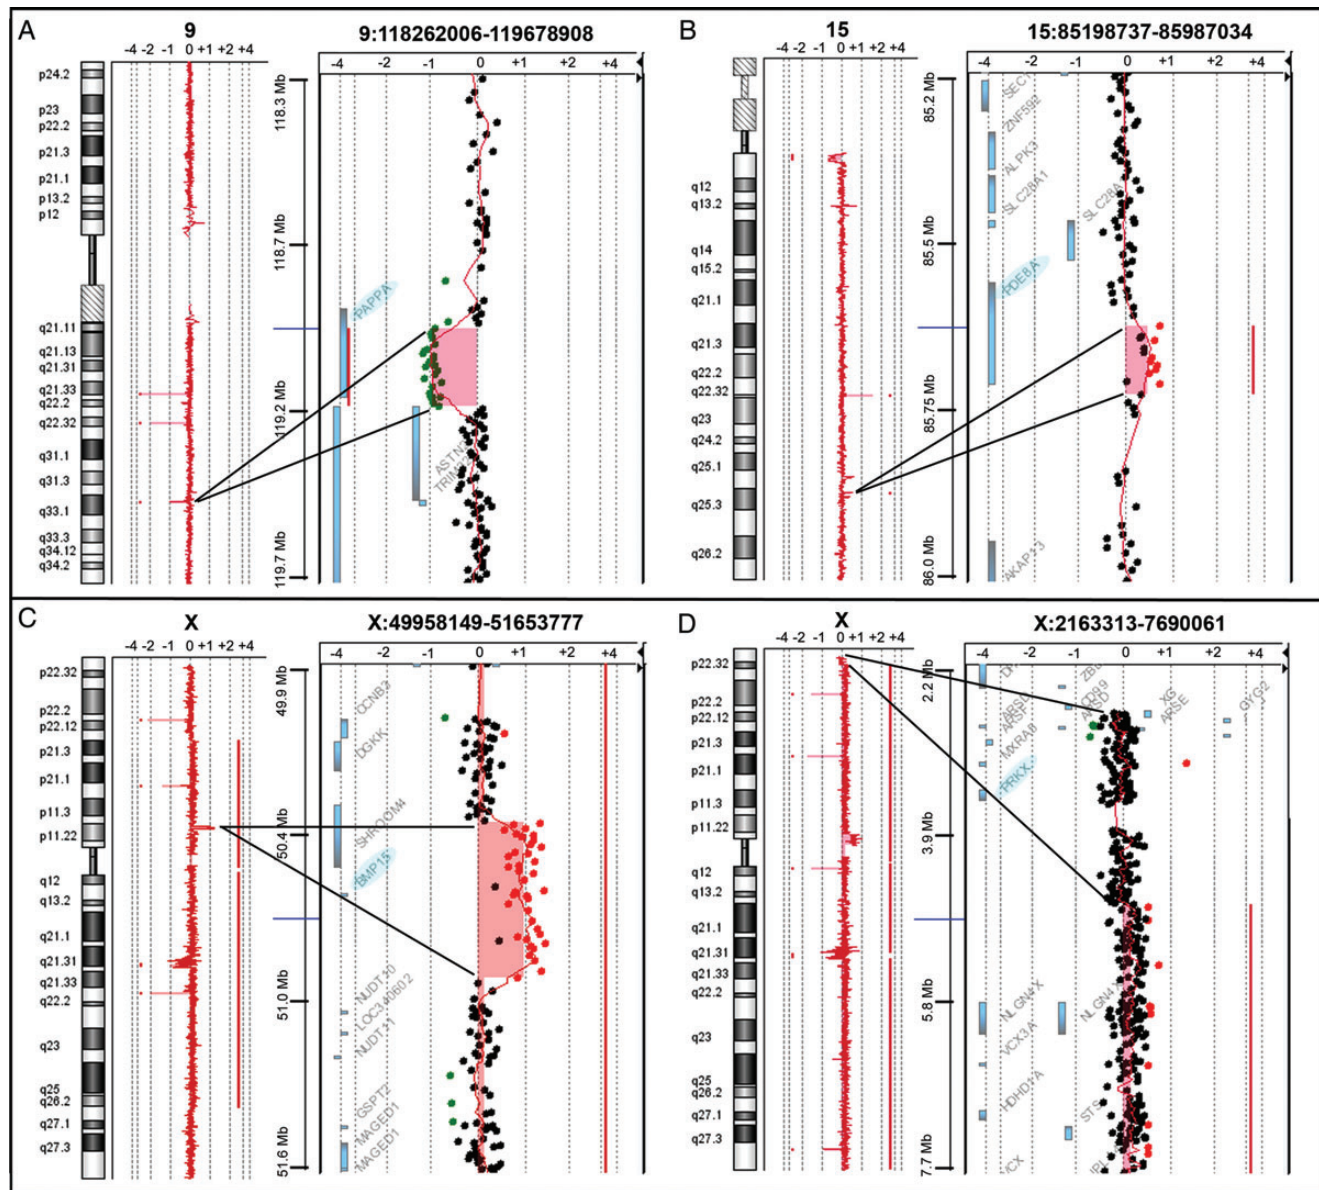 A
9
9:118262006-119678908
-4 -2 -1 0 +1 +2 +4
-4 -2 -1 0 +1 +2 +4
p24.2
p23
p22.2
p21.3
p21.1
p13.2
p12
q21.11
q21.13
q21.31
q21.33
q22.2
q22.32
q31.1
q31.3
q33.1
q33.3
q34.12
q34.2
118.3 Mb
118.7 Mb
119.2 Mb
119.7 Mb
PAPPA
B
15
15:85198737-85987034
-4 -2 -1 0 +1 +2 +4
-4 -2 -1 0 +1 +2 +4
q12
q13.2
q14
q15.2
q21.1
q21.3
q22.2
q22.32
q23
q24.2
q25.1
q25.3
q26.2
85.2 Mb
85.5 Mb
85.75 Mb
86.0 Mb
ZNF592
ALPK3
SLC28A1
PDE8A
AKAP13
C
X
X:49958149-51653777
-4 -2 -1 0 +1 +2 +4
-4 -2 -1 0 +1 +2 +4
p22.32
p22.2
p22.12
p21.3
p21.1
p11.3
p11.22
q12
q13.2
q21.1
q21.31
q21.33
q22.2
q23
q25
q26.2
q27.1
q27.3
49.9 Mb
50.4 Mb
51.0 Mb
51.6 Mb
CCNB3
DGKK
SHROOM4
BMP15
NUDT10
LOC340602
NUDT11
GSPT2
MAGED1
MAGED1
D
X
X:2163313-7690061
-4 -2 -1 0 +1 +2 +4
-4 -2 -1 0 +1 +2 +4
p22.32
p22.2
p22.12
p21.3
p21.1
p11.3
p11.22
q12
q13.2
q21.1
q21.31
q21.33
q22.2
q23
q25
q26.2
q27.1
q27.3
2.2 Mb
3.9 Mb
5.8 Mb
7.7 Mb
CD99
ARSD
XG
ARSE
GYG2
MXRA5
PRKX
NLGN4X
VCX3A
HDHD1A
STS
VCX